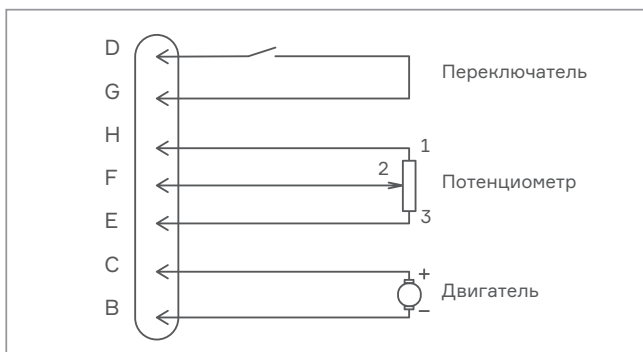 D
G
Переключатель
H
1
F
2
Потенциометр
E
3
C
+
Двигатель
B
−